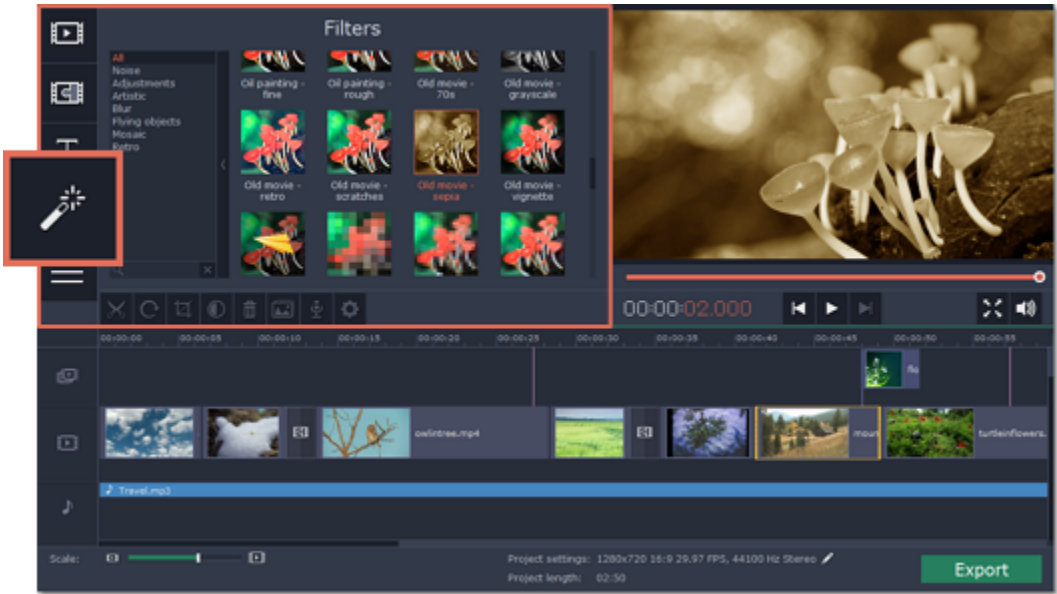 Filters
All
Noise
Adjustments
Artistic
Blur
Flying objects
Mosaic
Retro
Oil painting -
fine
Oil painting -
rough
Old movie -
70s
Old movie -
grayscale
Old movie -
retro
Old movie -
scratches
Old movie -
sepia
Old movie -
vignette
T
00:00:02.000
00:00:00 00:00:05 00:00:10 00:00:15 00:00:20 00:00:25 00:00:30 00:00:35 00:00:40 00:00:45 00:00:50 00:00:55
flo
owlintree.mp4
moun
turtleinflowers.
Travel.mp3
Scale:
Project settings: 1280x720 16:9 29.97 FPS, 44100 Hz Stereo
Project length: 02:50
Export